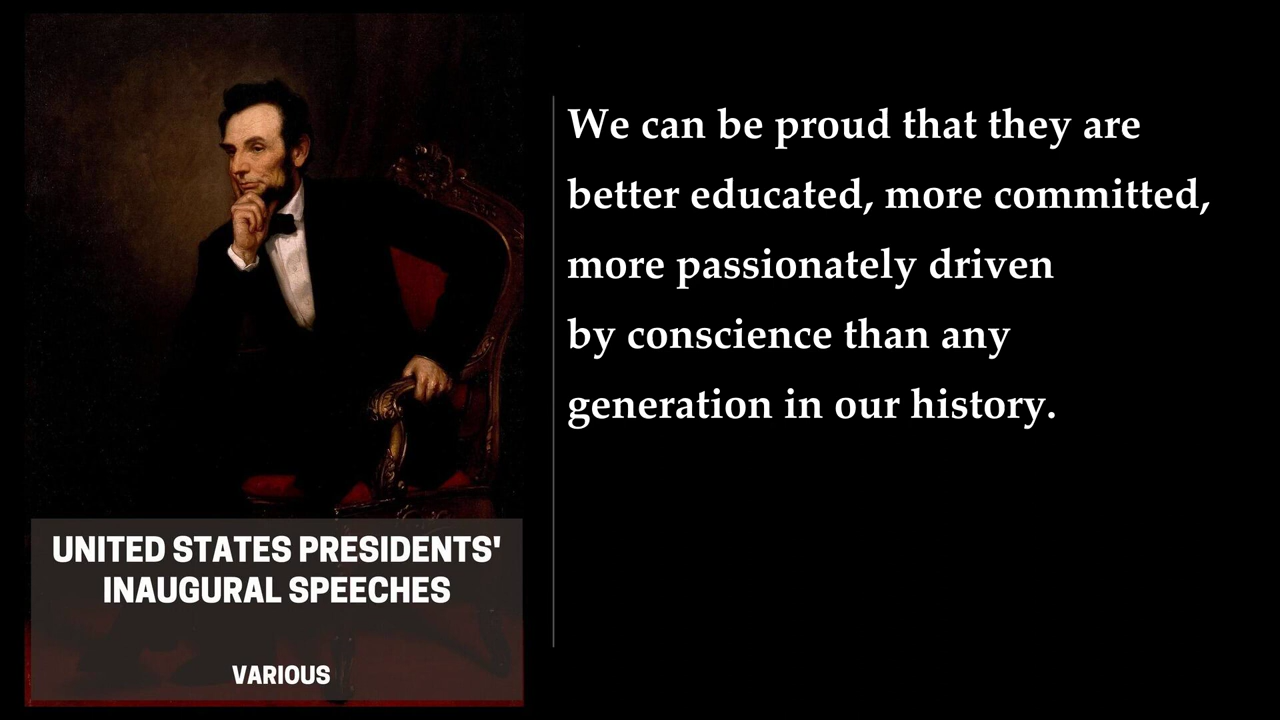 We can be proud that they are
better educated, more committed,
more passionately driven
by conscience than any
generation in our history.
UNITED STATES PRESIDENTS'
INAUGURAL SPEECHES
VARIOUS